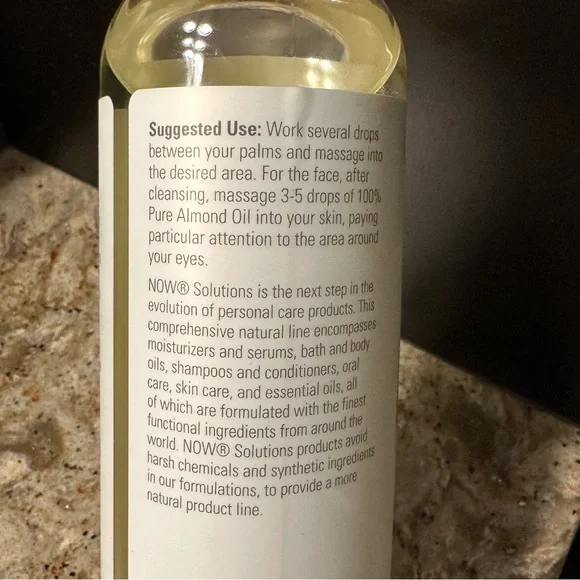 Suggested Use: Work several drops
between your palms and massage into
the desired area. For the face, after
cleansing, massage 3-5 drops of 100%
Pure Almond Oil into your skin, paying
particular attention to the area around
your eyes.
NOW® Solutions is the next step in the
evolution of personal care products. This
comprehensive natural line encompasses
moisturizers and serums, bath and body
oils, shampoos and conditioners, oral
care, skin care, and essential oils, all
of which are formulated with the finest
functional ingredients from around the
world. NOW® Solutions products avoid
harsh chemicals and synthetic ingredients
in our formulations, to provide a more
natural product line.